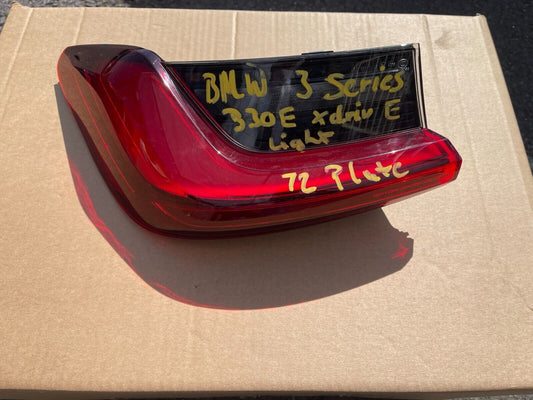 BMW 3 Series
330E xdriv E
Light
72 Plate